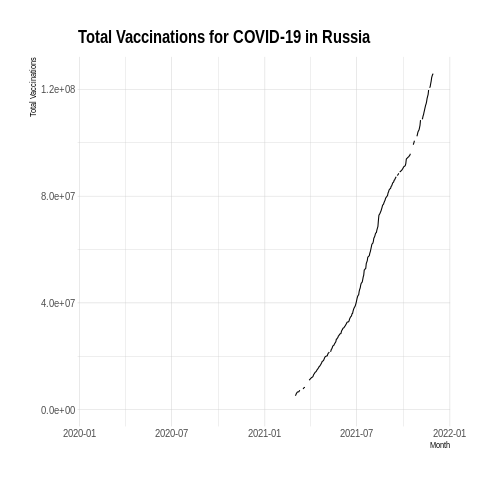 Total Vaccinations for COVID-19 in Russia
Total Vaccinations
1.2e+08
8.0e+07
4.0e+07
0.0e+00
2020-01 2020-07 2021-01 2021-07 2022-01
Month